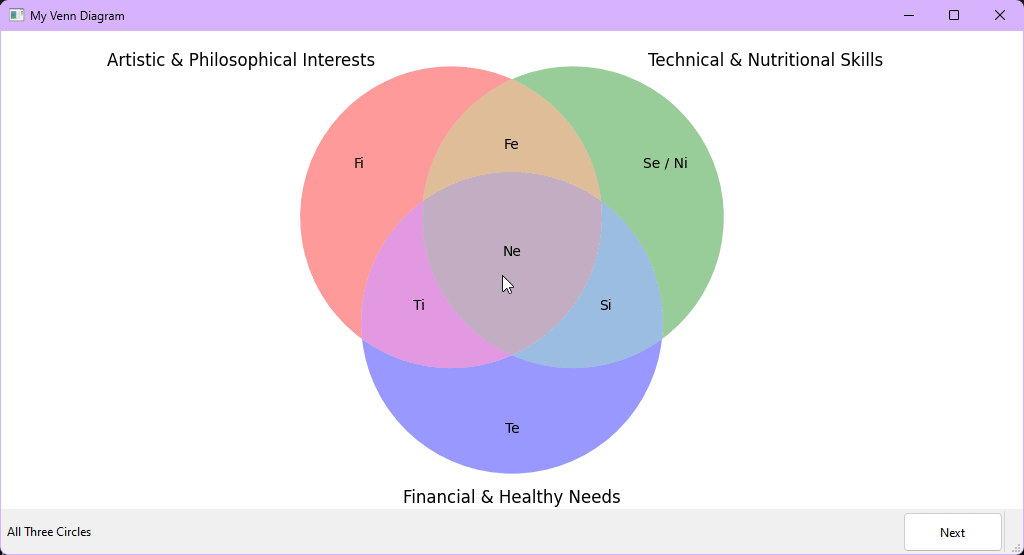 My Venn Diagram
Artistic & Philosophical Interests
Technical & Nutritional Skills
Fe
Fi
Se / Ni
Ne
Ti
Si
Te
Financial & Healthy Needs
All Three Circles
Next